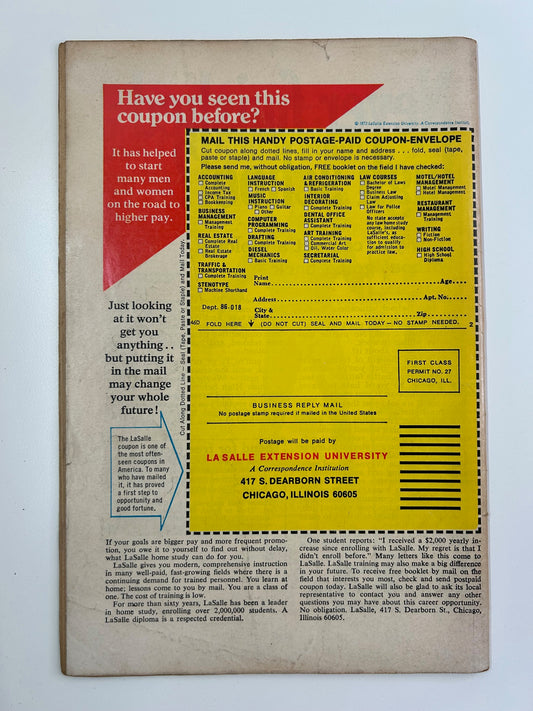 Have you seen this
coupon before?
© 1973 LaSalle Extension University, A Correspondence Institution
It has helped
to start
many men
and women
on the road to
higher pay.
MAIL THIS HANDY POSTAGE-PAID COUPON-ENVELOPE
Cut coupon along dotted lines, fill in your name and address . . . fold, seal (tape,
paste or staple) and mail. No stamp or envelope is necessary.
Please send me, without obligation, FREE booklet on the field I have checked:
ACCOUNTING
Complete
Accounting
Income Tax
CPA Training
Bookkeeping
BUSINESS
MANAGEMENT
Management
Training
REAL ESTATE
Complete Real
Estate
Real Estate
Brokerage
TRAFFIC &
TRANSPORTATION
Complete Training
STENOTYPE
Machine Shorthand
LANGUAGE
INSTRUCTION
French Spanish
MUSIC
INSTRUCTION
Piano Guitar
Other
COMPUTER
PROGRAMMING
Complete Training
DRAFTING
Complete Training
DIESEL
MECHANICS
Basic Training
AIR CONDITIONING
& REFRIGERATION
Basic Training
INTERIOR
DECORATING
Complete Training
DENTAL OFFICE
ASSISTANT
Complete Training
ART TRAINING
Complete Training
Commercial Art
Oil, Water Color
SECRETARIAL
Complete Training
LAW COURSES
Bachelor of Laws
Degree
Business Law
Claim Adjusting
Law
Law for Police
Officers
No state accepts
any law home
study course,
including
LaSalle's, as
sufficient educa-
tion to qualify
for admission to
practice law.
MOTEL/HOTEL
MANAGEMENT
Motel Management
Hotel Management
RESTAURANT
MANAGEMENT
Management
Training
WRITING
Fiction
Non-Fiction
HIGH SCHOOL
High School
Diploma
Print
Name Age
Address Apt. No.
Dept. 86-018
City &
State Zip
460 FOLD HERE (DO NOT CUT) SEAL AND MAIL TODAY—NO STAMP NEEDED. 2
Cut Along Dotted Line — Seal (Tape, Paste or Staple) and Mail Today.
Just looking
at it won't
get you
anything . .
but putting it
in the mail
may change
your whole
future!
The LaSalle
coupon is one of
the most often-
seen coupons in
America. To many
who have mailed
it, it has proved
a first step to
opportunity and
good fortune.
FIRST CLASS
PERMIT NO. 27
CHICAGO, ILL.
BUSINESS REPLY MAIL
No postage stamp required if mailed in the United States
Postage will be paid by
LA SALLE EXTENSION UNIVERSITY
A Correspondence Institution
417 S. DEARBORN STREET
CHICAGO, ILLINOIS 60605
If your goals are bigger pay and more frequent promo-
tion, you owe it to yourself to find out without delay,
what LaSalle home study can do for you.
LaSalle gives you modern, comprehensive instruction
in many well-paid, fast-growing fields where there is a
continuing demand for trained personnel. You learn at
home; lessons come to you by mail. You are a class of
one. The cost of training is low.
For more than sixty years, LaSalle has been a leader
in home study, enrolling over 2,000,000 students. A
LaSalle diploma is a respected credential.
One student reports: "I received a $2,000 yearly in-
crease since enrolling with LaSalle. My regret is that I
didn't enroll before." Many letters like this come to
LaSalle. LaSalle training may also make a big difference
in your future. To receive free booklet by mail on the
field that interests you most, check and send postpaid
coupon today. LaSalle will also be glad to ask its local
representative to contact you and answer any other
questions you may have about this career opportunity.
No obligation. LaSalle, 417 S. Dearborn St., Chicago,
Illinois 60605.